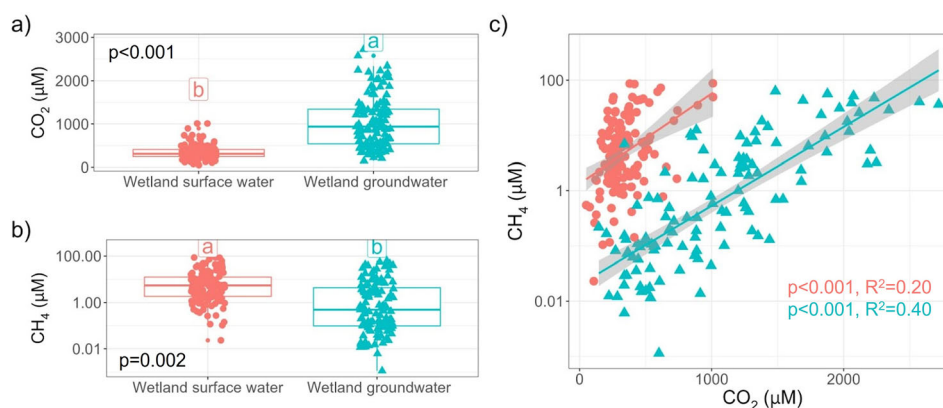 a)
3000
2000
1000
0
CO₂ (µM)
p<0.001
b
a
Wetland surface water
Wetland groundwater
b)
100.00
1.00
0.01
CH₄ (µM)
a
b
p=0.002
Wetland surface water
Wetland groundwater
c)
100
1
0.01
CH₄ (µM)
p<0.001, R²=0.20
p<0.001, R²=0.40
0
1000
2000
CO₂ (µM)